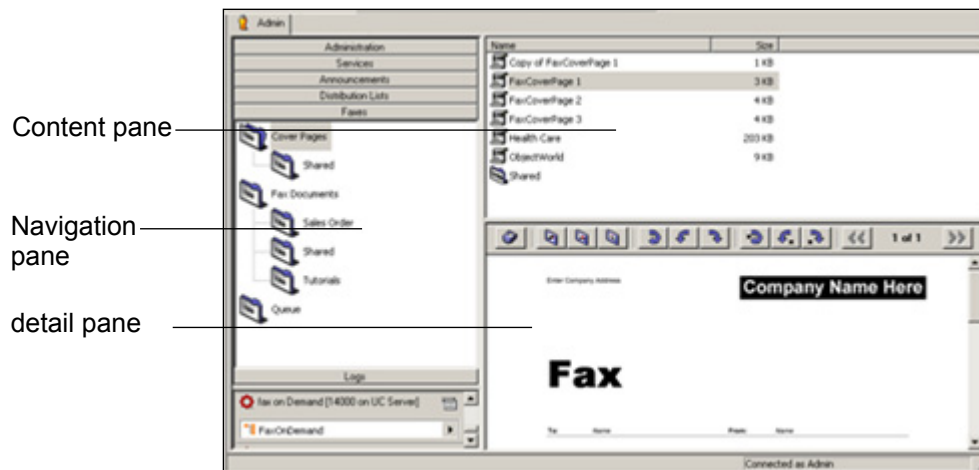 Admin
Administration
Services
Announcements
Distribution Lists
Faxes
Cover Pages
Shared
Fax Documents
Sales Order
Shared
Tutorials
Queue
Logs
fax on Demand [14000 on UC Server]
FaxOnDemand
Name Size
Copy of FaxCoverPage 1 1 KB
FaxCoverPage 1 3 KB
FaxCoverPage 2 4 KB
FaxCoverPage 3 4 KB
Health Care 203 KB
ObjectWorld 9 KB
Shared
1 of 1
Enter Company Address
Company Name Here
Fax
To: Name From: Name
Connected as Admin
Content pane
Navigation
pane
detail pane